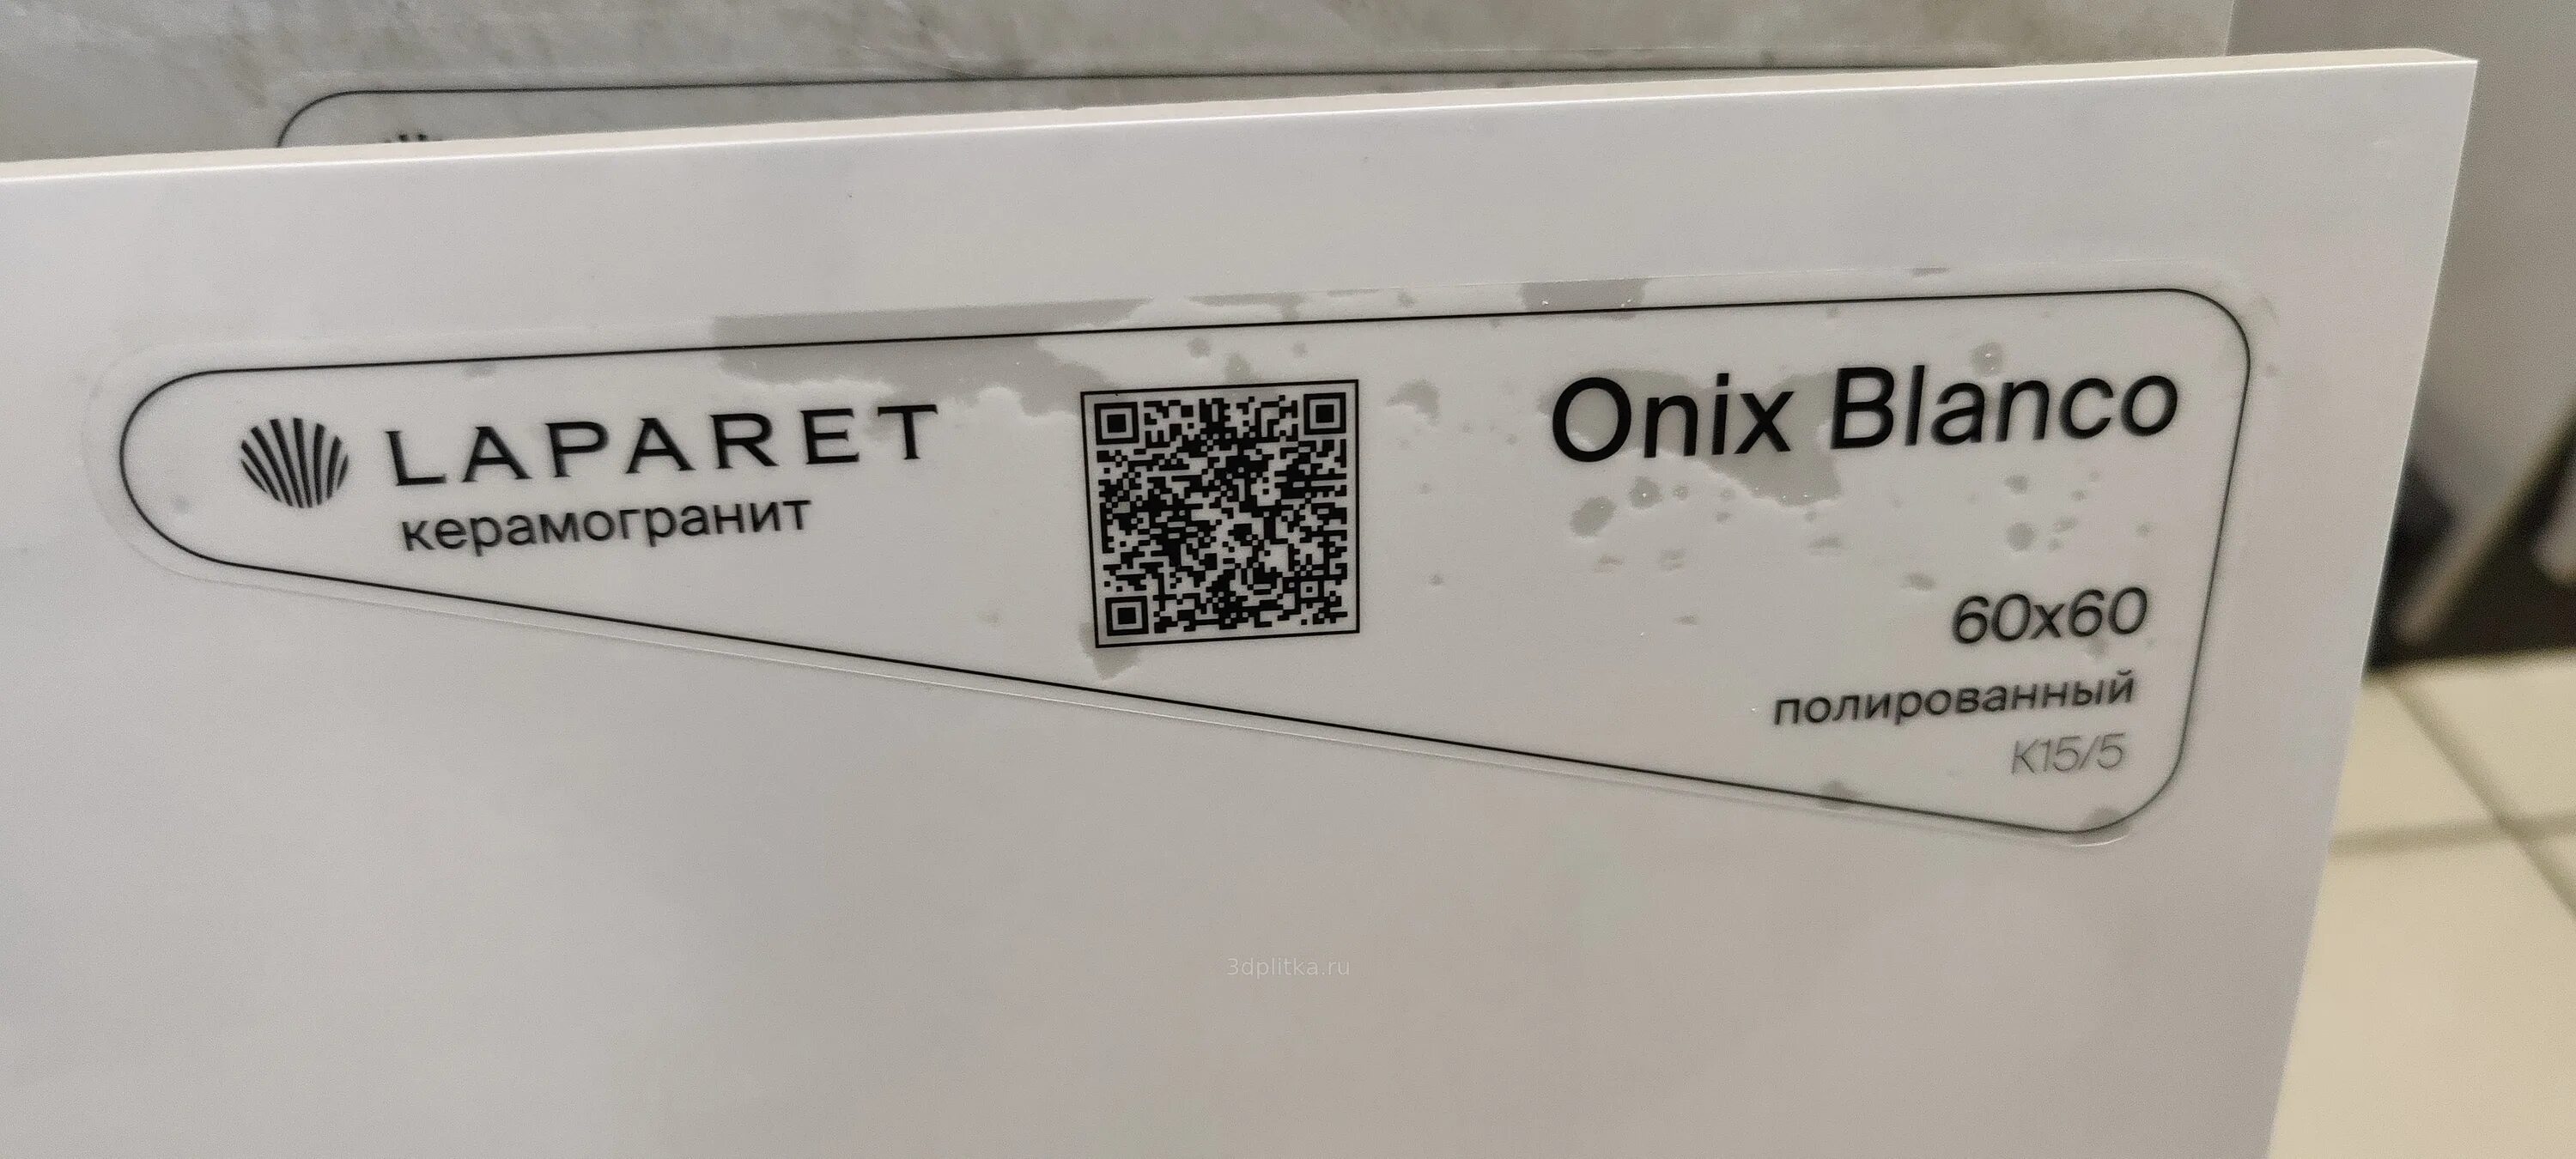 LAPARET
керамогранит
Onix Blanco
60x60
полированный
K15/5
3dplitka.ru